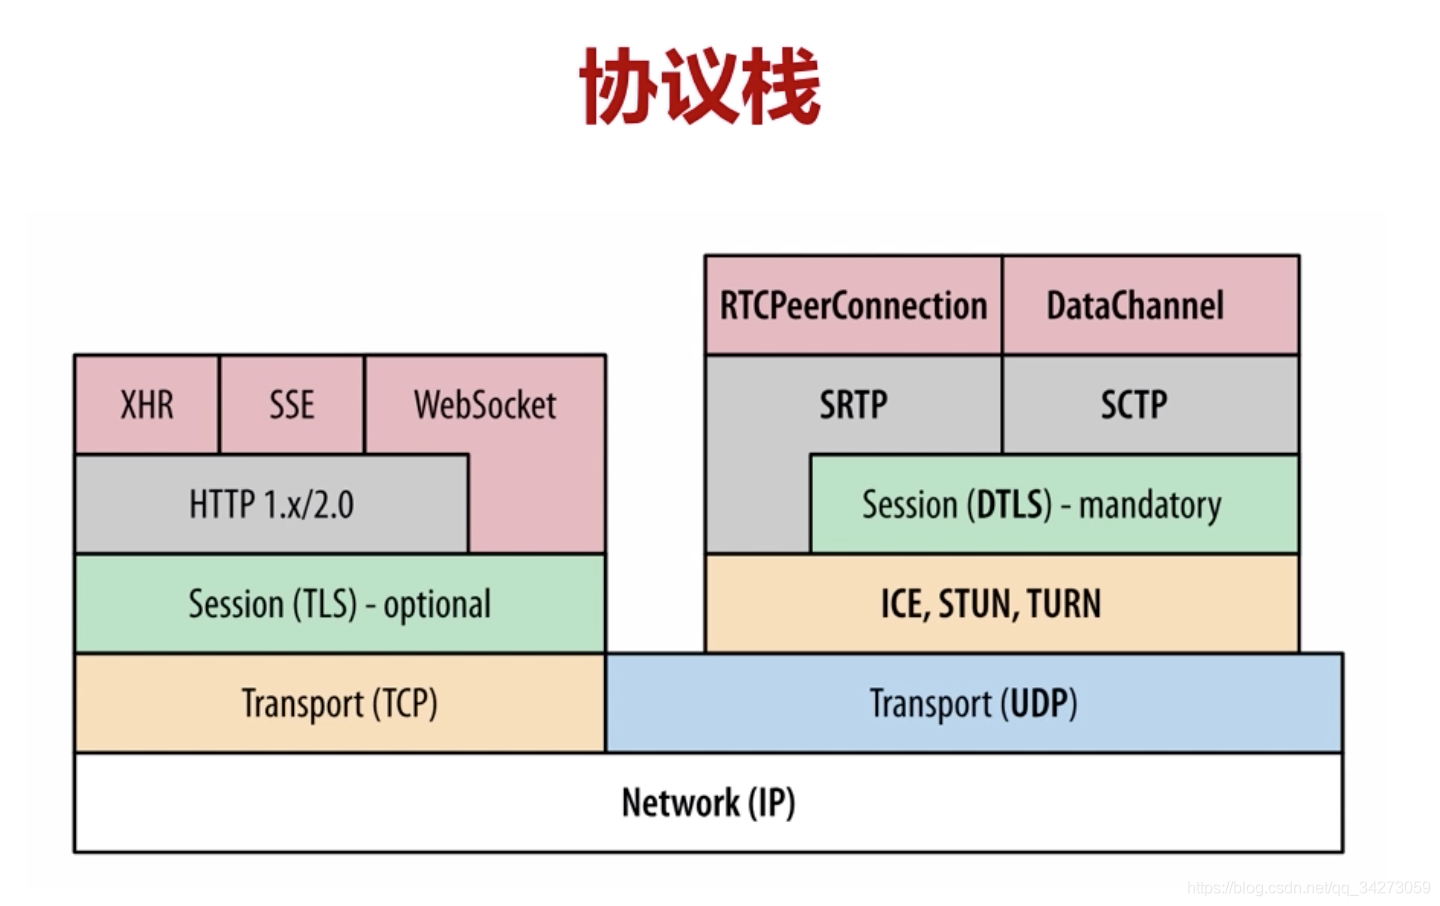 协议栈
RTCPeerConnection
DataChannel
XHR
SSE
WebSocket
SRTP
SCTP
HTTP 1.x/2.0
Session (DTLS) - mandatory
Session (TLS) - optional
ICE, STUN, TURN
Transport (TCP)
Transport (UDP)
Network (IP)
https://blog.csdn.net/qq_34273059